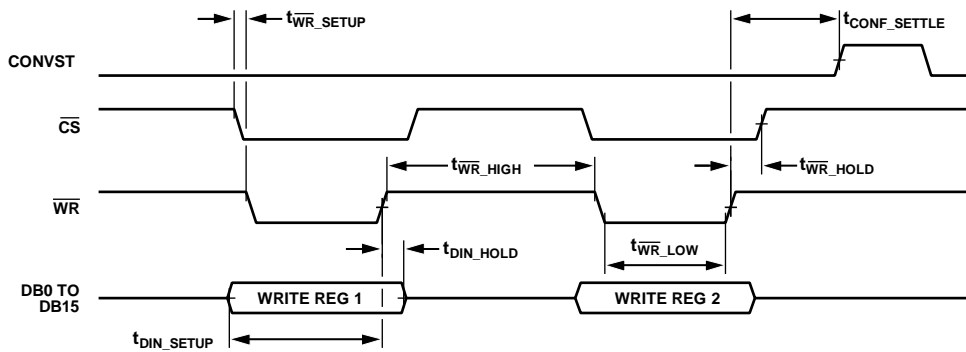 tWR_SETUP
tCONF_SETTLE
CONVST
CS
tWR_HIGH
tWR_HOLD
WR
tDIN_HOLD
tWR_LOW
DB0 TO
DB15
WRITE REG 1
WRITE REG 2
tDIN_SETUP